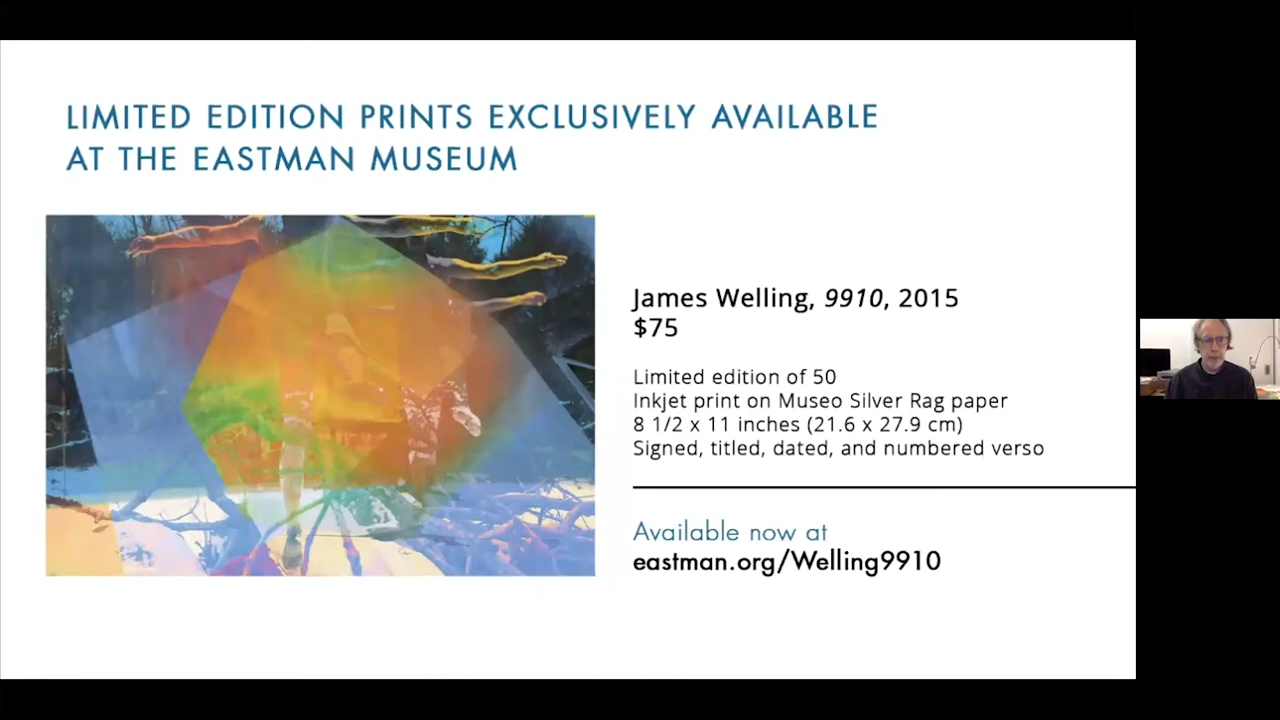 LIMITED EDITION PRINTS EXCLUSIVELY AVAILABLE
AT THE EASTMAN MUSEUM
James Welling, 9910, 2015
$75
Limited edition of 50
Inkjet print on Museo Silver Rag paper
8 1/2 x 11 inches (21.6 x 27.9 cm)
Signed, titled, dated, and numbered verso
Available now at
eastman.org/Welling9910